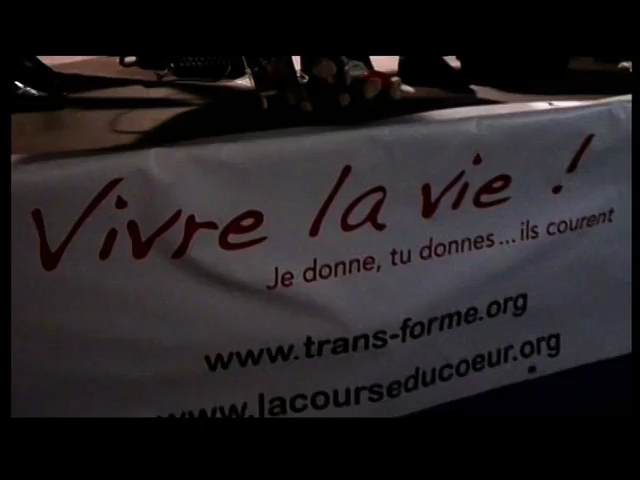 Vivre la vie !
Je donne, tu donnes...ils courent
www.trans-forme.org
www.lacourseducoeur.org